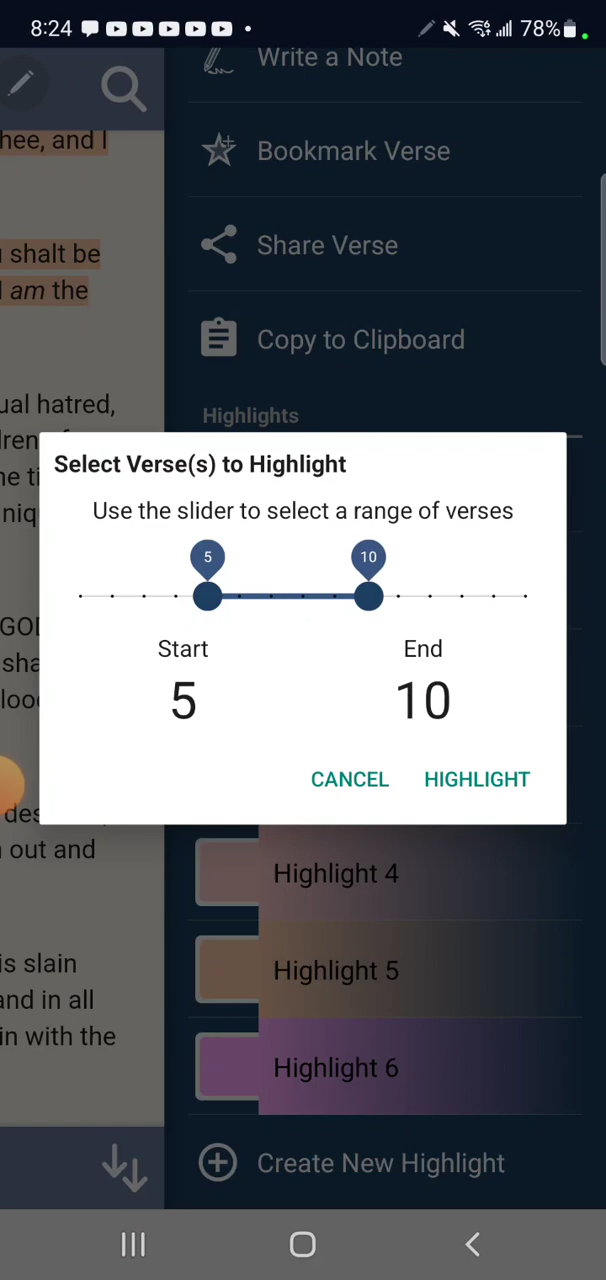 8:24
78%
Write a Note
hee, and I
Bookmark Verse
Share Verse
shalt be
I am the
Copy to Clipboard
ual hatred,
Highlights
Select Verse(s) to Highlight
Use the slider to select a range of verses
5
10
Start
End
5
10
CANCEL
HIGHLIGHT
out and
Highlight 4
is slain
Highlight 5
and in all
in with the
Highlight 6
Create New Highlight